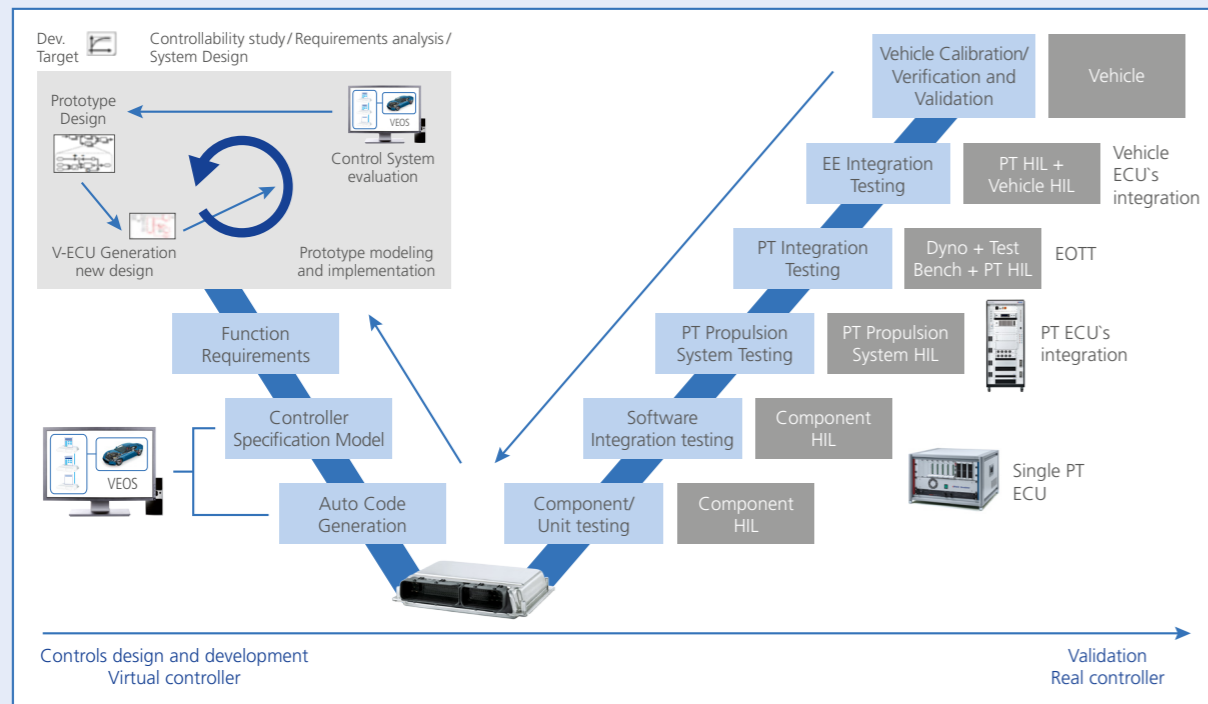 Dev.
Target
Controllability study/Requirements analysis/
System Design
Prototype
Design
VEOS
Control System
evaluation
V-ECU Generation
new design
Prototype modeling
and implementation
Function
Requirements
Controller
Specification Model
VEOS
Auto Code
Generation
Vehicle Calibration/
Verification and
Validation
Vehicle
EE Integration
Testing
PT HIL +
Vehicle HIL
Vehicle
ECU`s
integration
PT Integration
Testing
Dyno + Test
Bench + PT HIL
EOTT
PT Propulsion
System Testing
PT Propulsion
System HIL
PT ECU`s
integration
Software
Integration testing
Component
HIL
Single PT
ECU
Component/
Unit testing
Component
HIL
Controls design and development
Virtual controller
Validation
Real controller